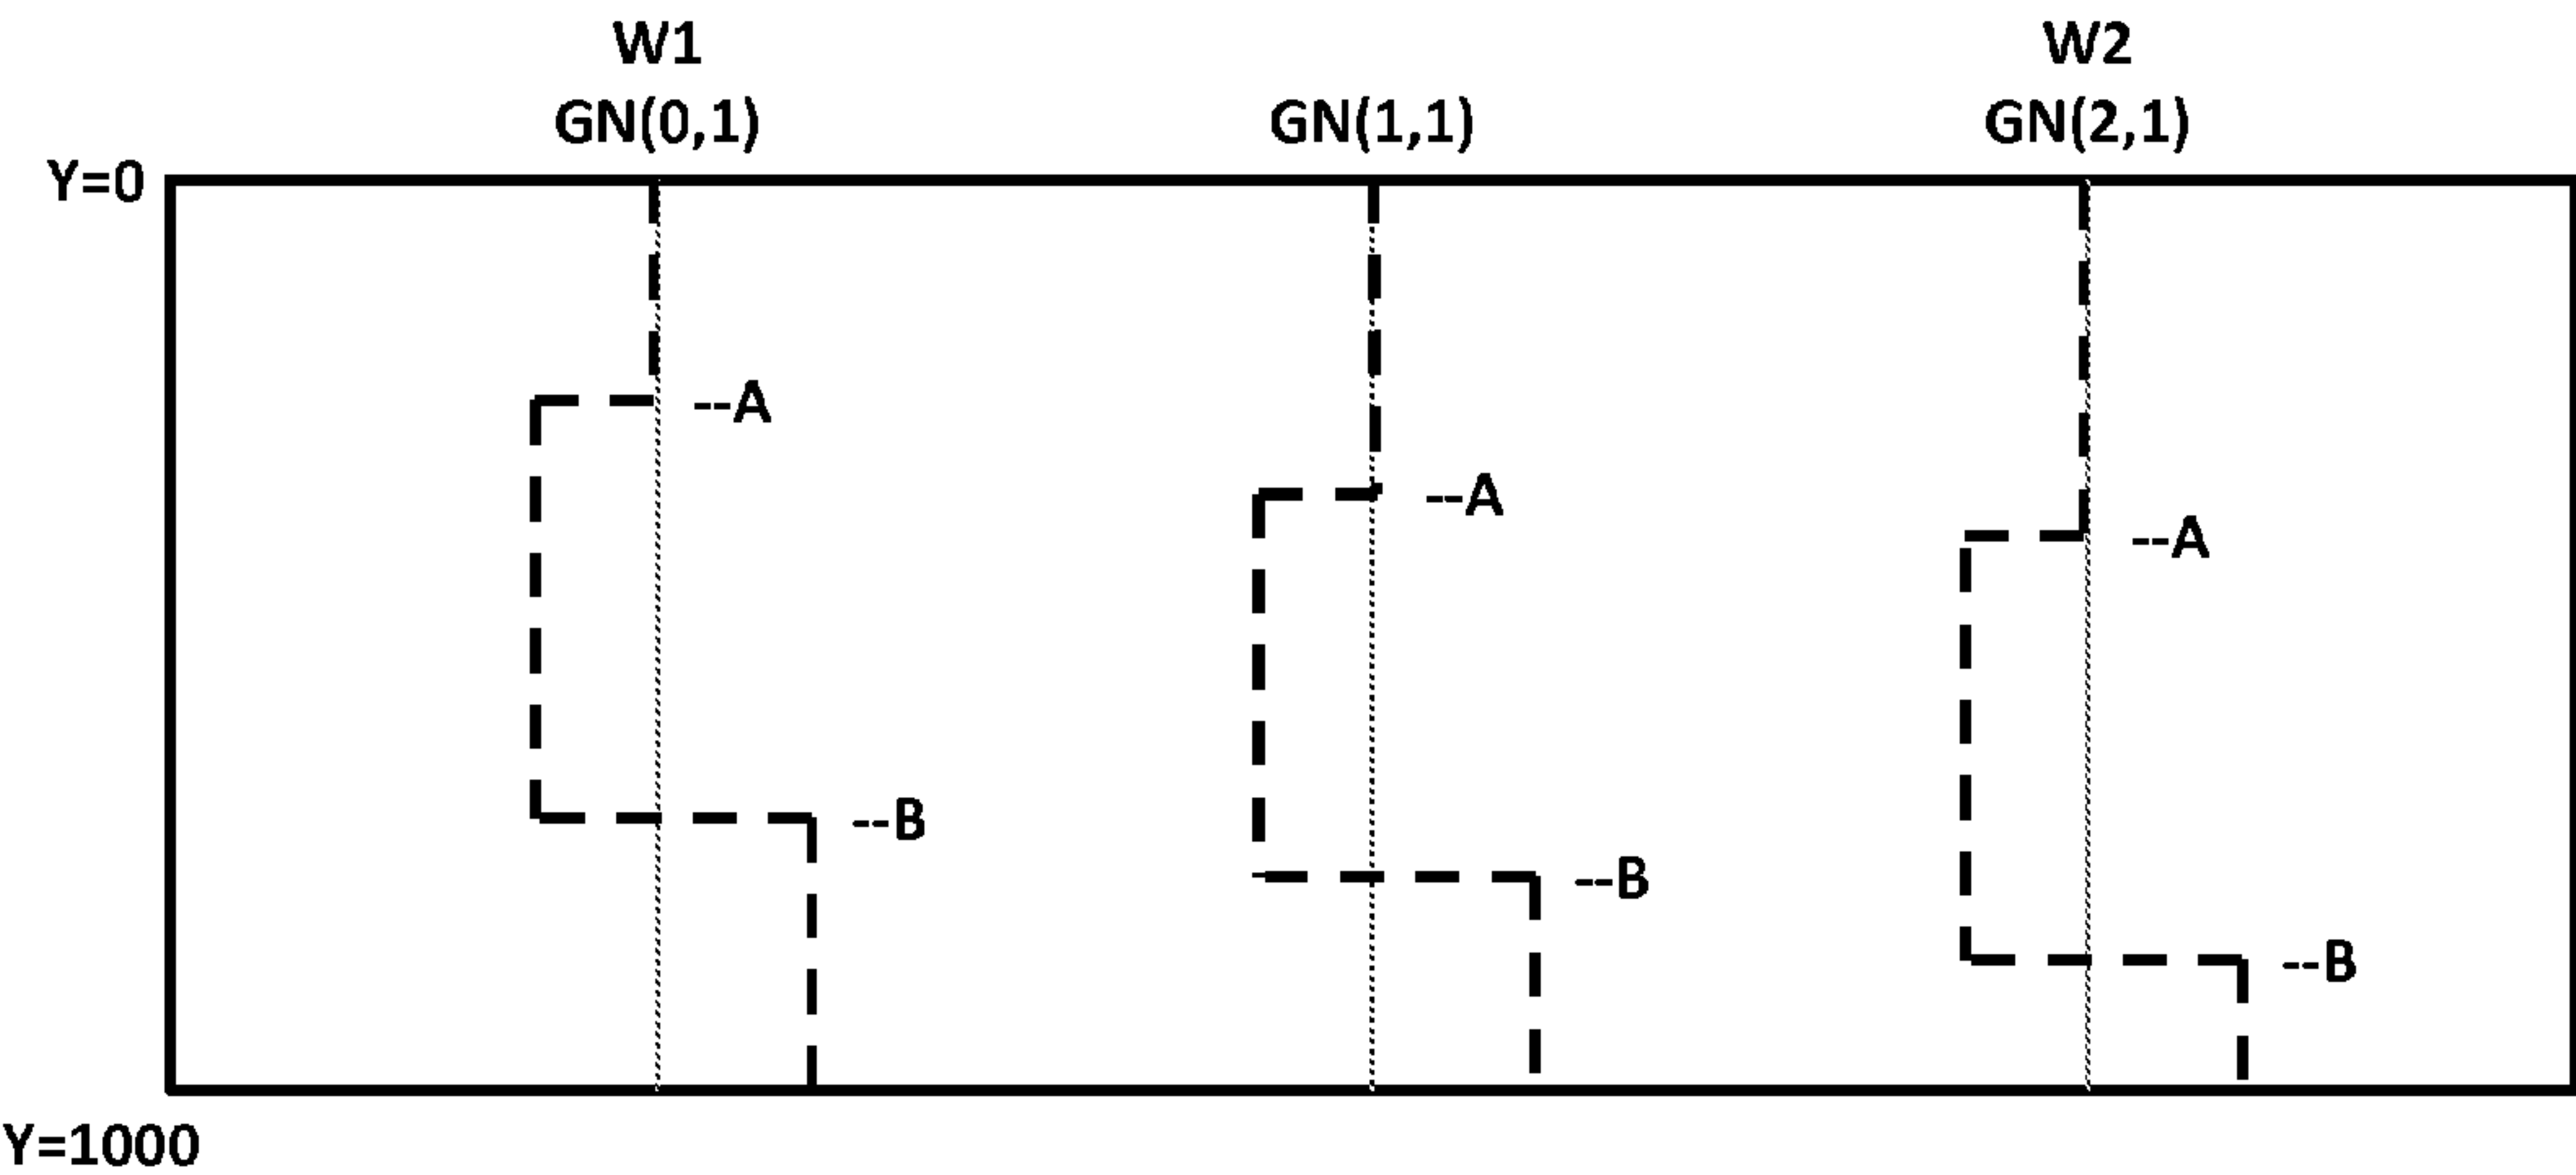 W1
W2
GN(0,1)
GN(1,1)
GN(2,1)
Y=0
--A
--A
--A
--B
--B
--B
Y=1000